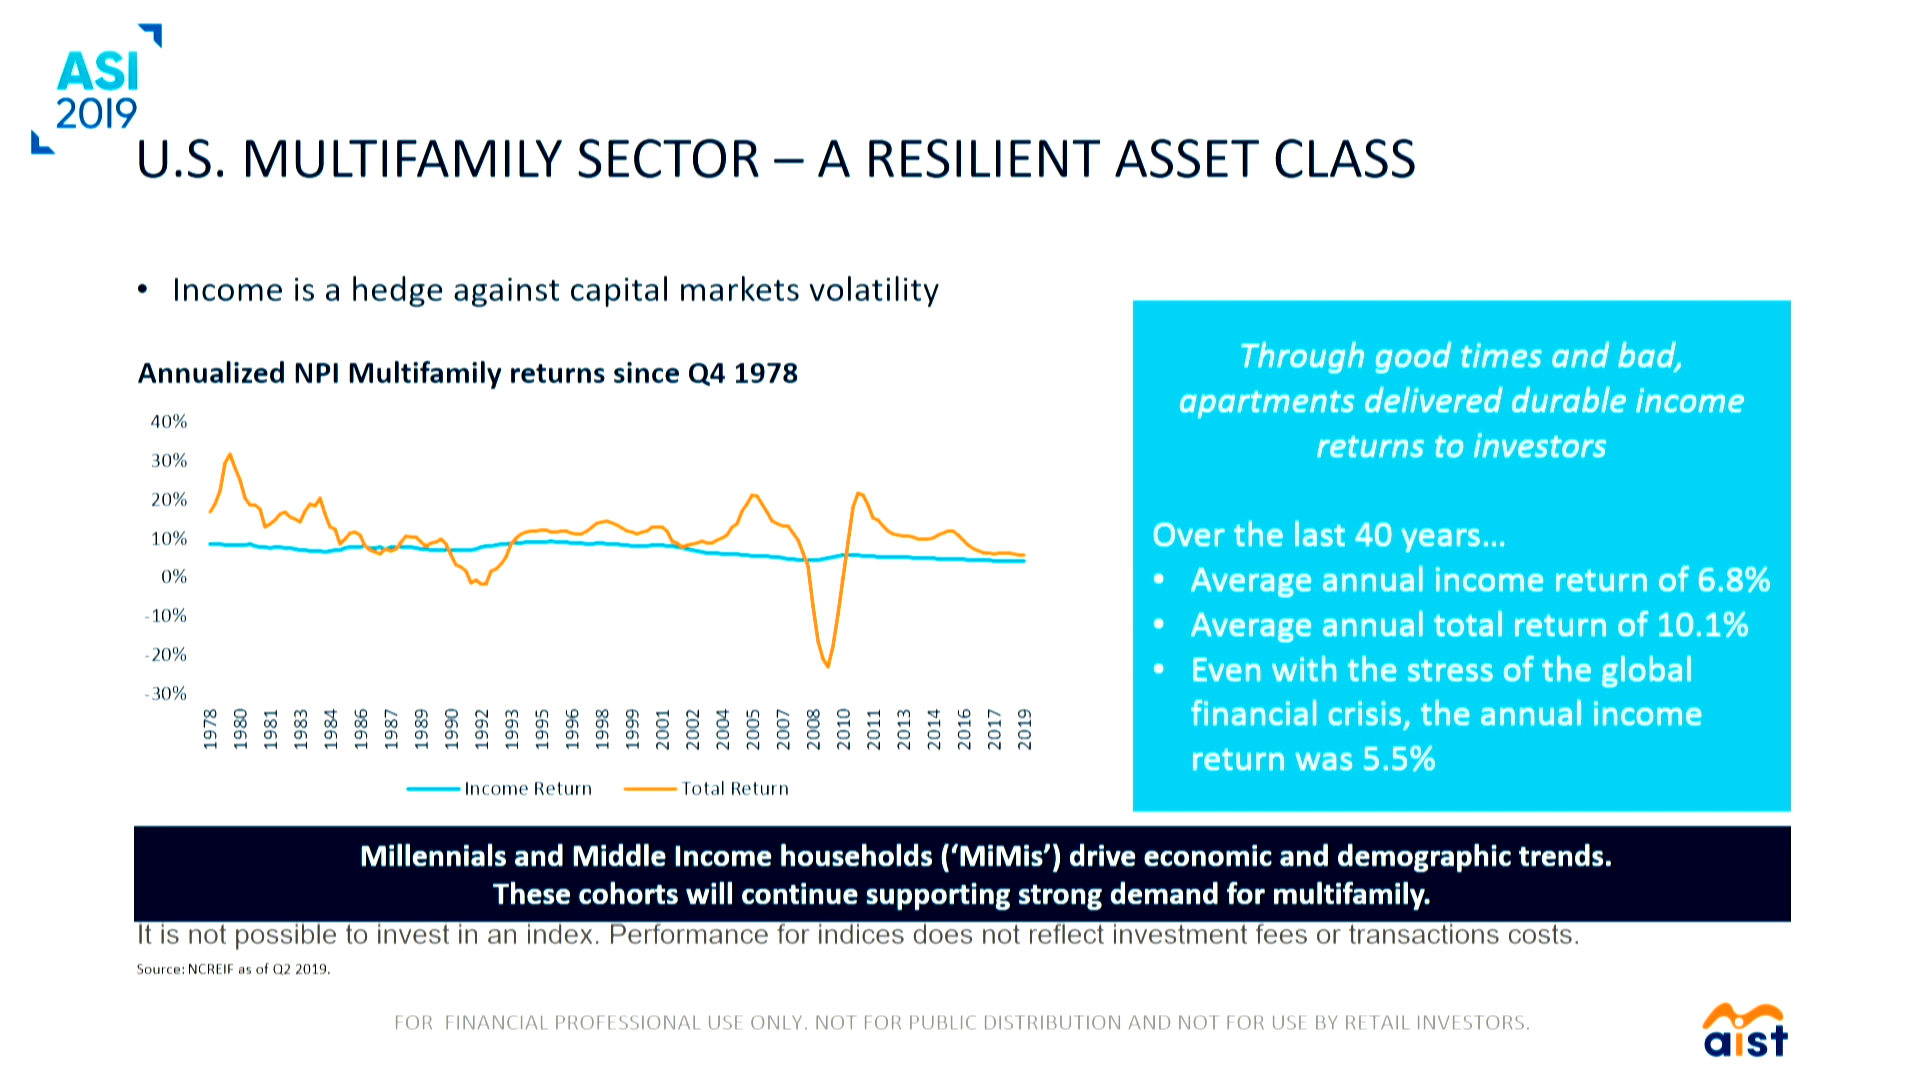 ASI
2019
U.S. MULTIFAMILY SECTOR – A RESILIENT ASSET CLASS
• Income is a hedge against capital markets volatility
Annualized NPI Multifamily returns since Q4 1978
40%
30%
20%
10%
0%
-10%
-20%
-30%
1978 1980 1981 1983 1984 1986 1987 1989 1990 1992 1993 1995 1996 1998 1999 2001 2002 2004 2005 2007 2008 2010 2011 2013 2014 2016 2017 2019
Income Return Total Return
Through good times and bad,
apartments delivered durable income
returns to investors
Over the last 40 years...
• Average annual income return of 6.8%
• Average annual total return of 10.1%
• Even with the stress of the global
financial crisis, the annual income
return was 5.5%
Millennials and Middle Income households (‘MiMis’) drive economic and demographic trends.
These cohorts will continue supporting strong demand for multifamily.
It is not possible to invest in an index. Performance for indices does not reflect investment fees or transactions costs.
Source: NCREIF as of Q2 2019.
FOR FINANCIAL PROFESSIONAL USE ONLY. NOT FOR PUBLIC DISTRIBUTION AND NOT FOR USE BY RETAIL INVESTORS.
aist